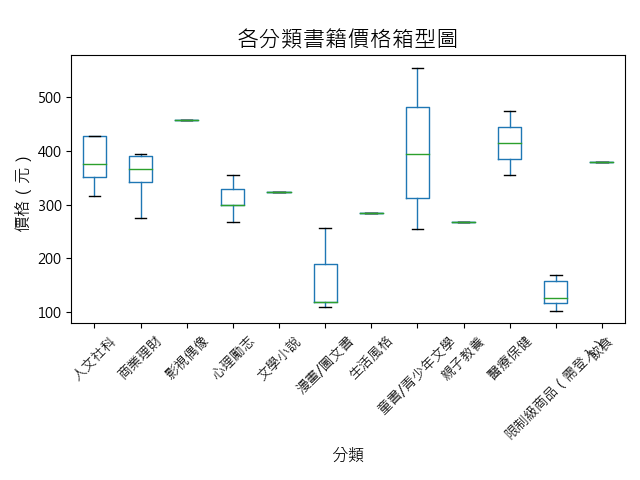 各分類書籍價格箱型圖
價格（元）
500
400
300
200
100
人文社科
商業理財
影視偶像
心理勵志
文學小說
漫畫/圖文書
生活風格
童書/青少年文學
親子教養
醫療保健
限制級商品（需登入）
飲食
分類